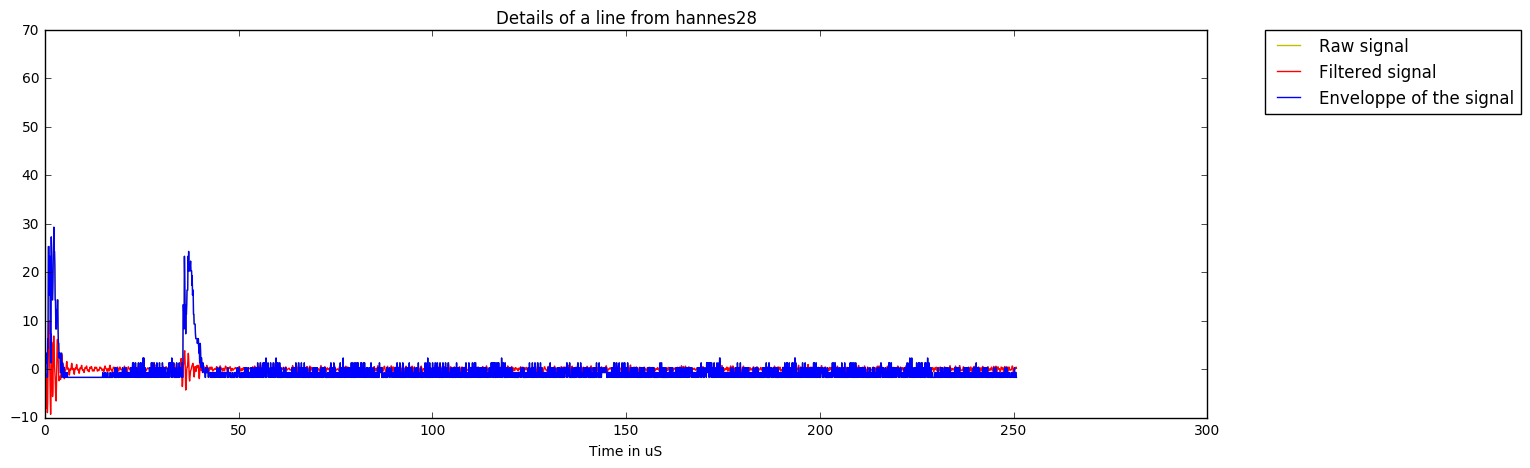 Details of a line from hannes28
70
60
50
40
30
20
10
0
−10
0 50 100 150 200 250 300
Time in uS
Raw signal
Filtered signal
Enveloppe of the signal